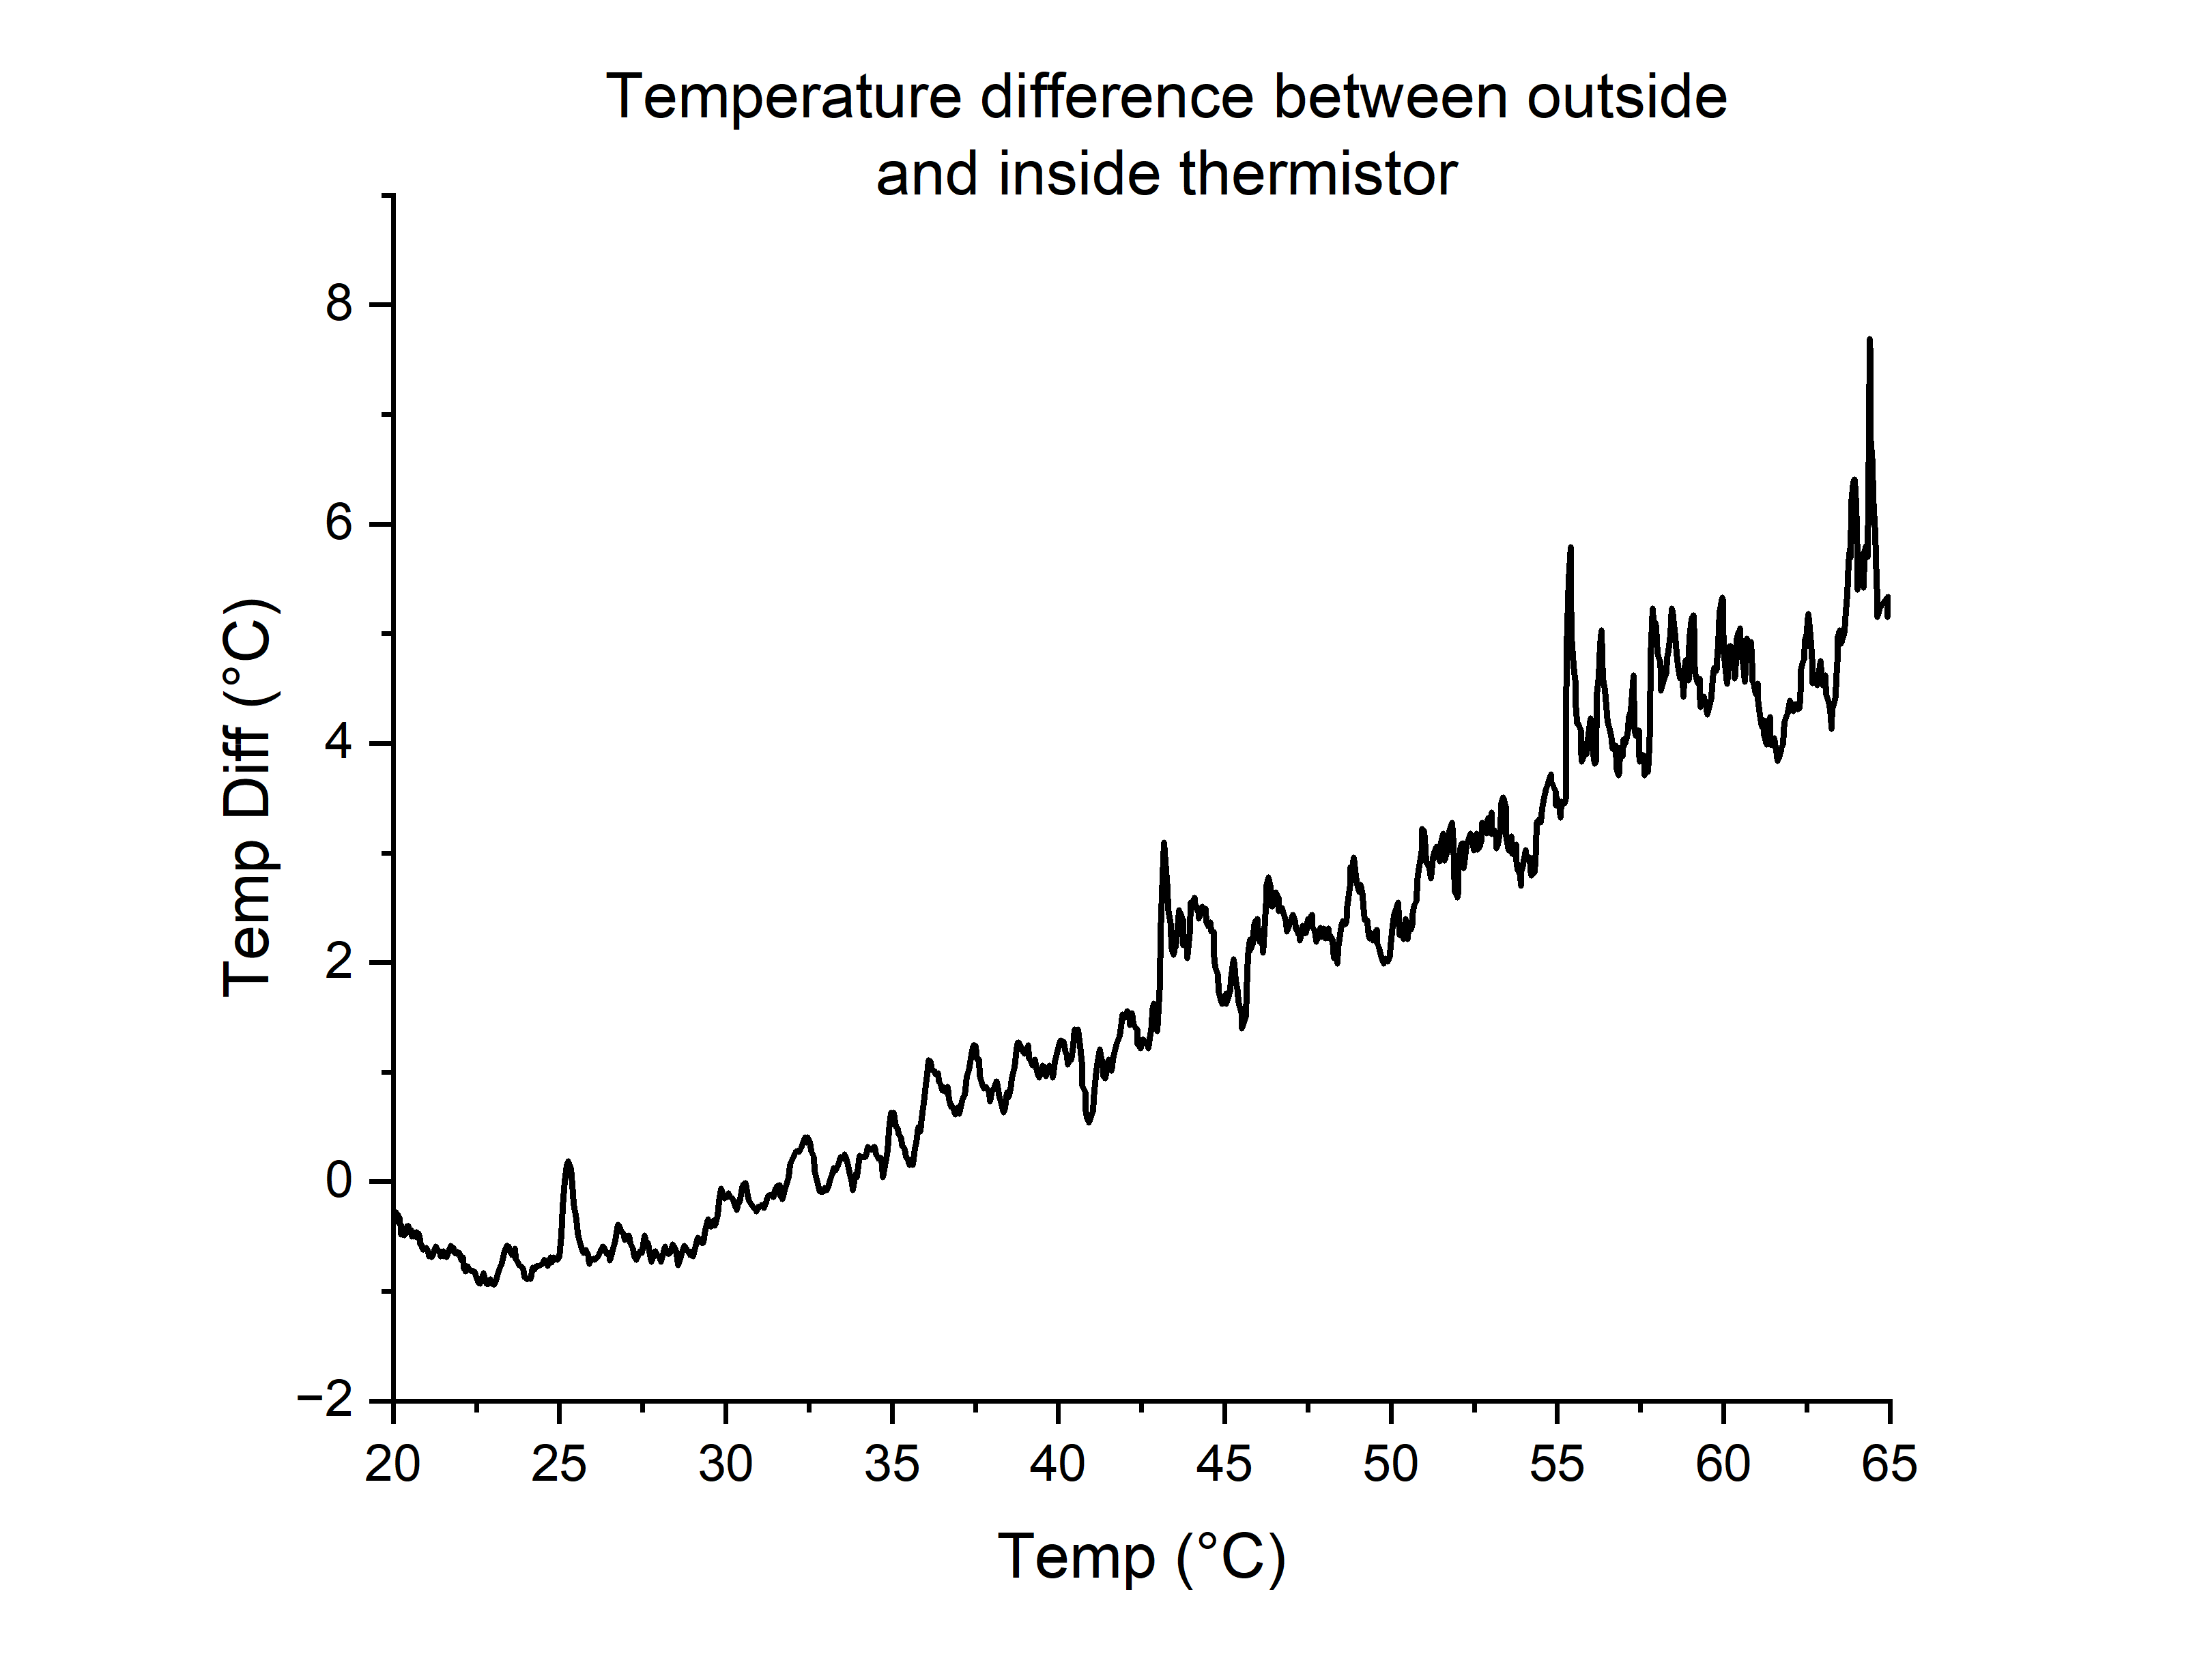 Temperature difference between outside
and inside thermistor
Temp Diff (°C)
8
6
4
2
0
−2
20 25 30 35 40 45 50 55 60 65
Temp (°C)